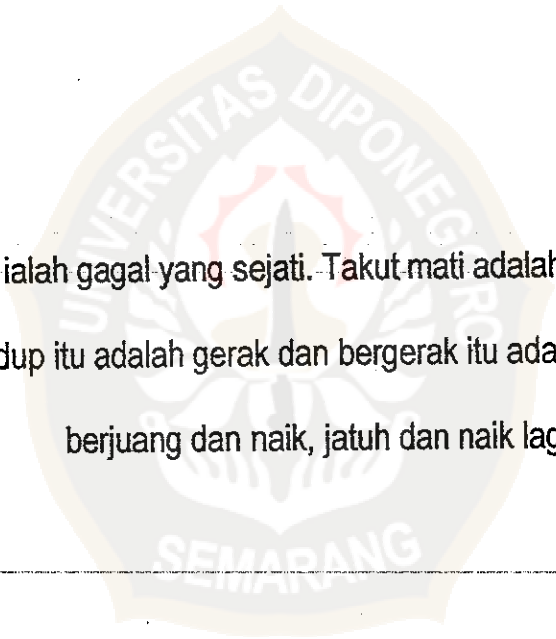 UNIVERSITAS DIPONEGORO
ialah gagal yang sejati. Takut mati adalah
dup itu adalah gerak dan bergerak itu ada
berjuang dan naik, jatuh dan naik lag
SEMARANG